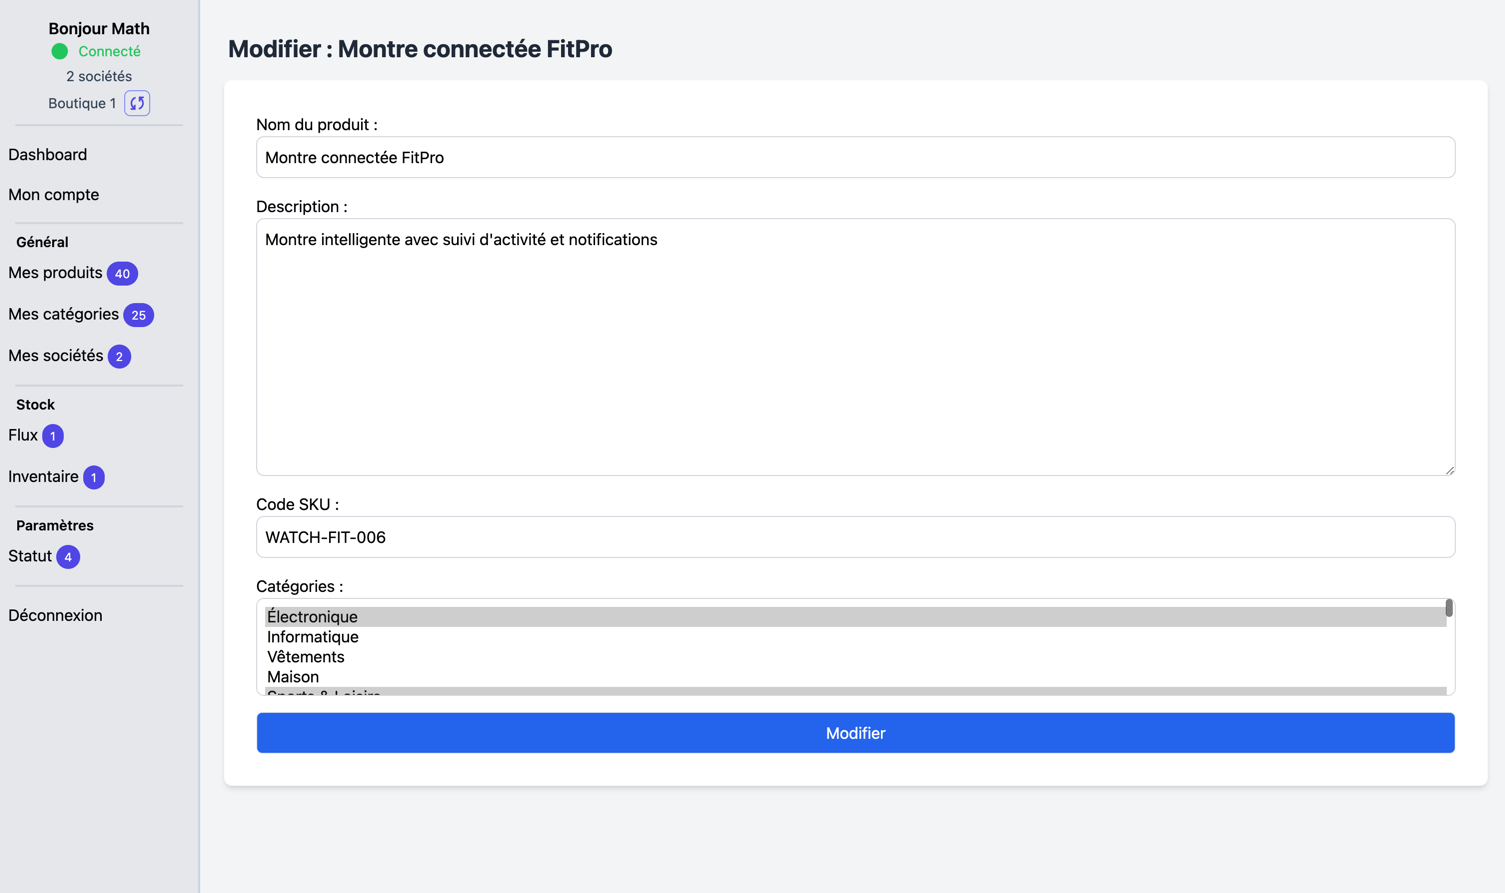 Bonjour Math
Connecté
2 sociétés
Boutique 1
Dashboard
Mon compte
Général
Mes produits 40
Mes catégories 25
Mes sociétés 2
Stock
Flux 1
Inventaire 1
Paramètres
Statut 4
Déconnexion
Modifier : Montre connectée FitPro
Nom du produit :
Montre connectée FitPro
Description :
Montre intelligente avec suivi d'activité et notifications
Code SKU :
WATCH-FIT-006
Catégories :
Électronique
Informatique
Vêtements
Maison
Sports & Loisirs
Modifier